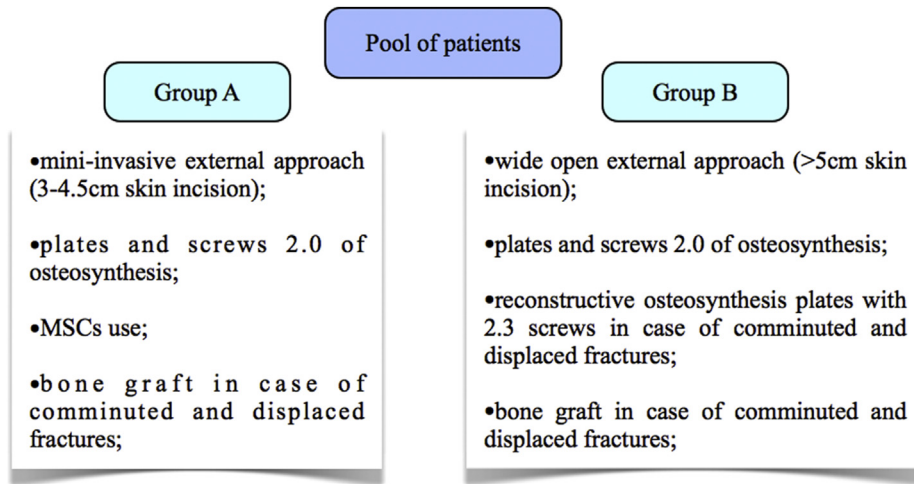 Pool of patients
Group A
•mini-invasive external approach
(3-4.5cm skin incision);
•plates and screws 2.0 of
osteosynthesis;
•MSCs use;
•bone graft in case of
comminuted and displaced
fractures;
Group B
•wide open external approach (>5cm skin
incision);
•plates and screws 2.0 of osteosynthesis;
•reconstructive osteosynthesis plates with
2.3 screws in case of comminuted and
displaced fractures;
•bone graft in case of comminuted and
displaced fractures;